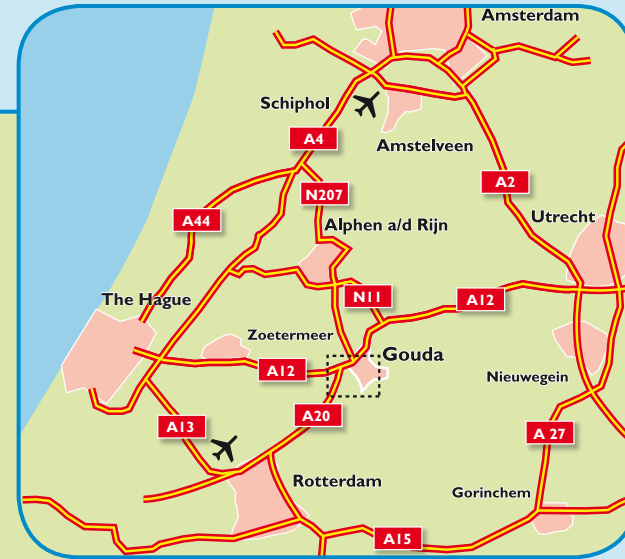 Amsterdam
Schiphol
A4
Amstelveen
A2
N207
A44
Alphen a/d Rijn
Utrecht
The Hague
N11
A12
Zoetermeer
Gouda
A12
Nieuwegein
A20
A13
A 27
Rotterdam
Gorinchem
A15